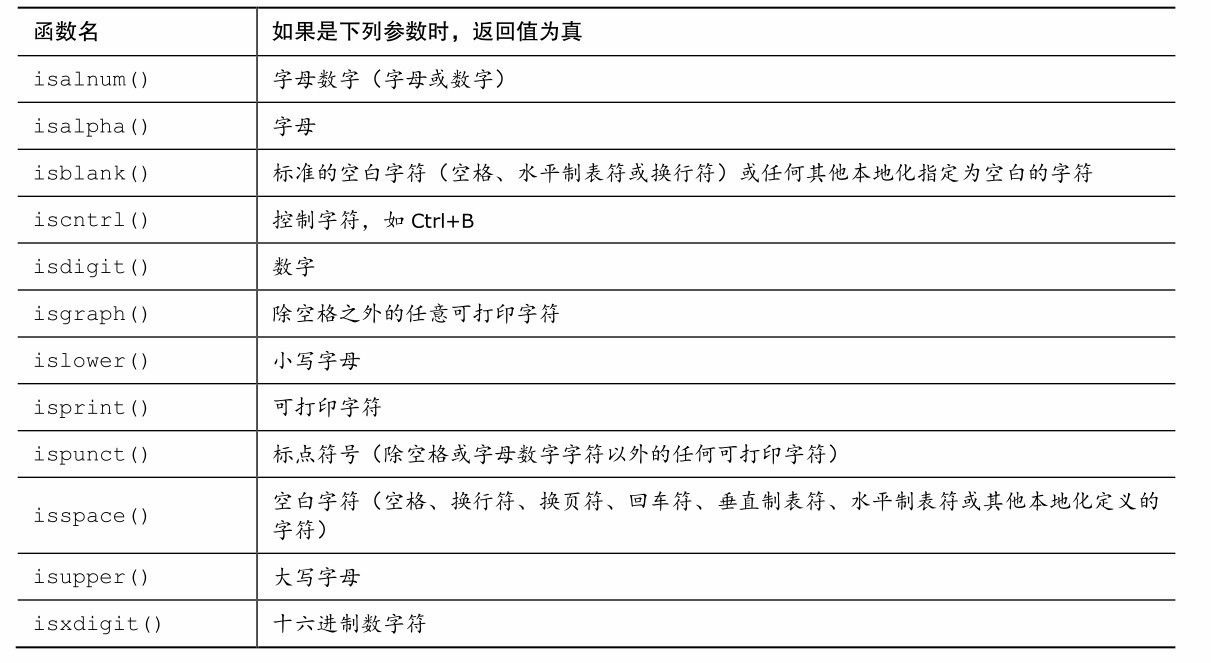 函数名 如果是下列参数时，返回值为真
isalnum() 字母数字（字母或数字）
isalpha() 字母
isblank() 标准的空白字符（空格、水平制表符或换行符）或任何其他本地化指定为空白的字符
iscntrl() 控制字符，如 Ctrl+B
isdigit() 数字
isgraph() 除空格之外的任意可打印字符
islower() 小写字母
isprint() 可打印字符
ispunct() 标点符号（除空格或字母数字字符以外的任何可打印字符）
isspace() 空白字符（空格、换行符、换页符、回车符、垂直制表符、水平制表符或其他本地化定义的
字符）
isupper() 大写字母
isxdigit() 十六进制数字符